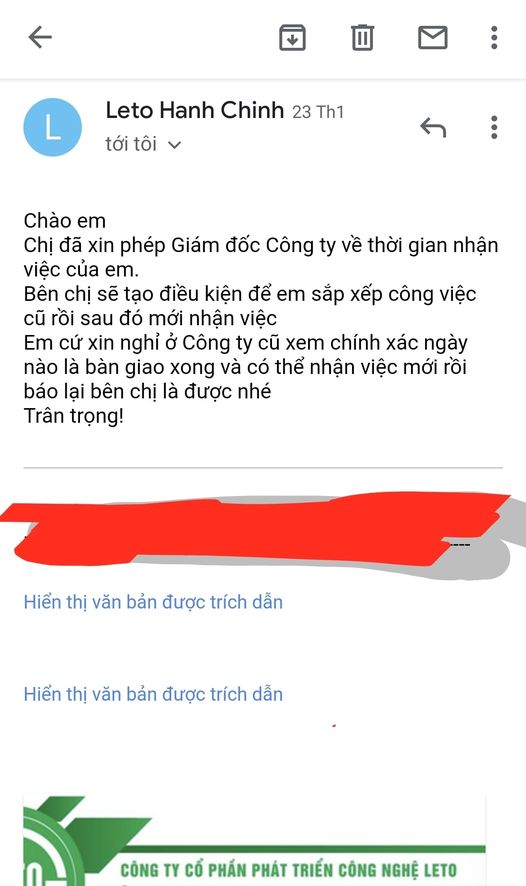 L
Leto Hanh Chinh 23 Th1
tới tôi
Chào em
Chị đã xin phép Giám đốc Công ty về thời gian nhận
việc của em.
Bên chị sẽ tạo điều kiện để em sắp xếp công việc
cũ rồi sau đó mới nhận việc
Em cứ xin nghỉ ở Công ty cũ xem chính xác ngày
nào là bàn giao xong và có thể nhận việc mới rồi
báo lại bên chị là được nhé
Trân trọng!
Hiển thị văn bản được trích dẫn
Hiển thị văn bản được trích dẫn
CÔNG TY CỔ PHẦN PHÁT TRIỂN CÔNG NGHỆ LETO